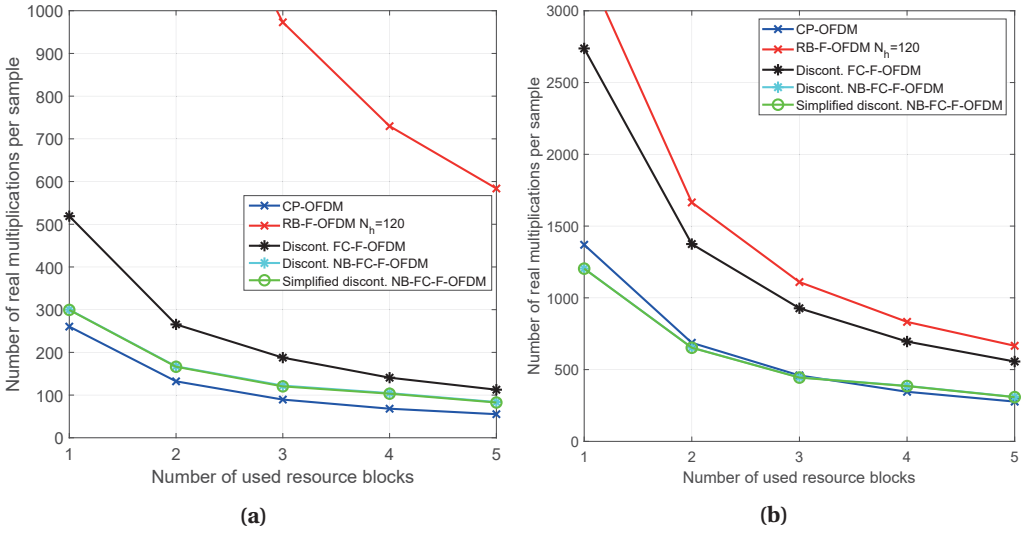 Number of real multiplications per sample
1000
900
800
700
600
500
400
300
200
100
0
CP-OFDM
RB-F-OFDM N_h=120
Discont. FC-F-OFDM
Discont. NB-FC-F-OFDM
Simplified discont. NB-FC-F-OFDM
1 2 3 4 5
Number of used resource blocks
(a)
Number of real multiplications per sample
3000
2500
2000
1500
1000
500
0
CP-OFDM
RB-F-OFDM N_h=120
Discont. FC-F-OFDM
Discont. NB-FC-F-OFDM
Simplified discont. NB-FC-F-OFDM
1 2 3 4 5
Number of used resource blocks
(b)